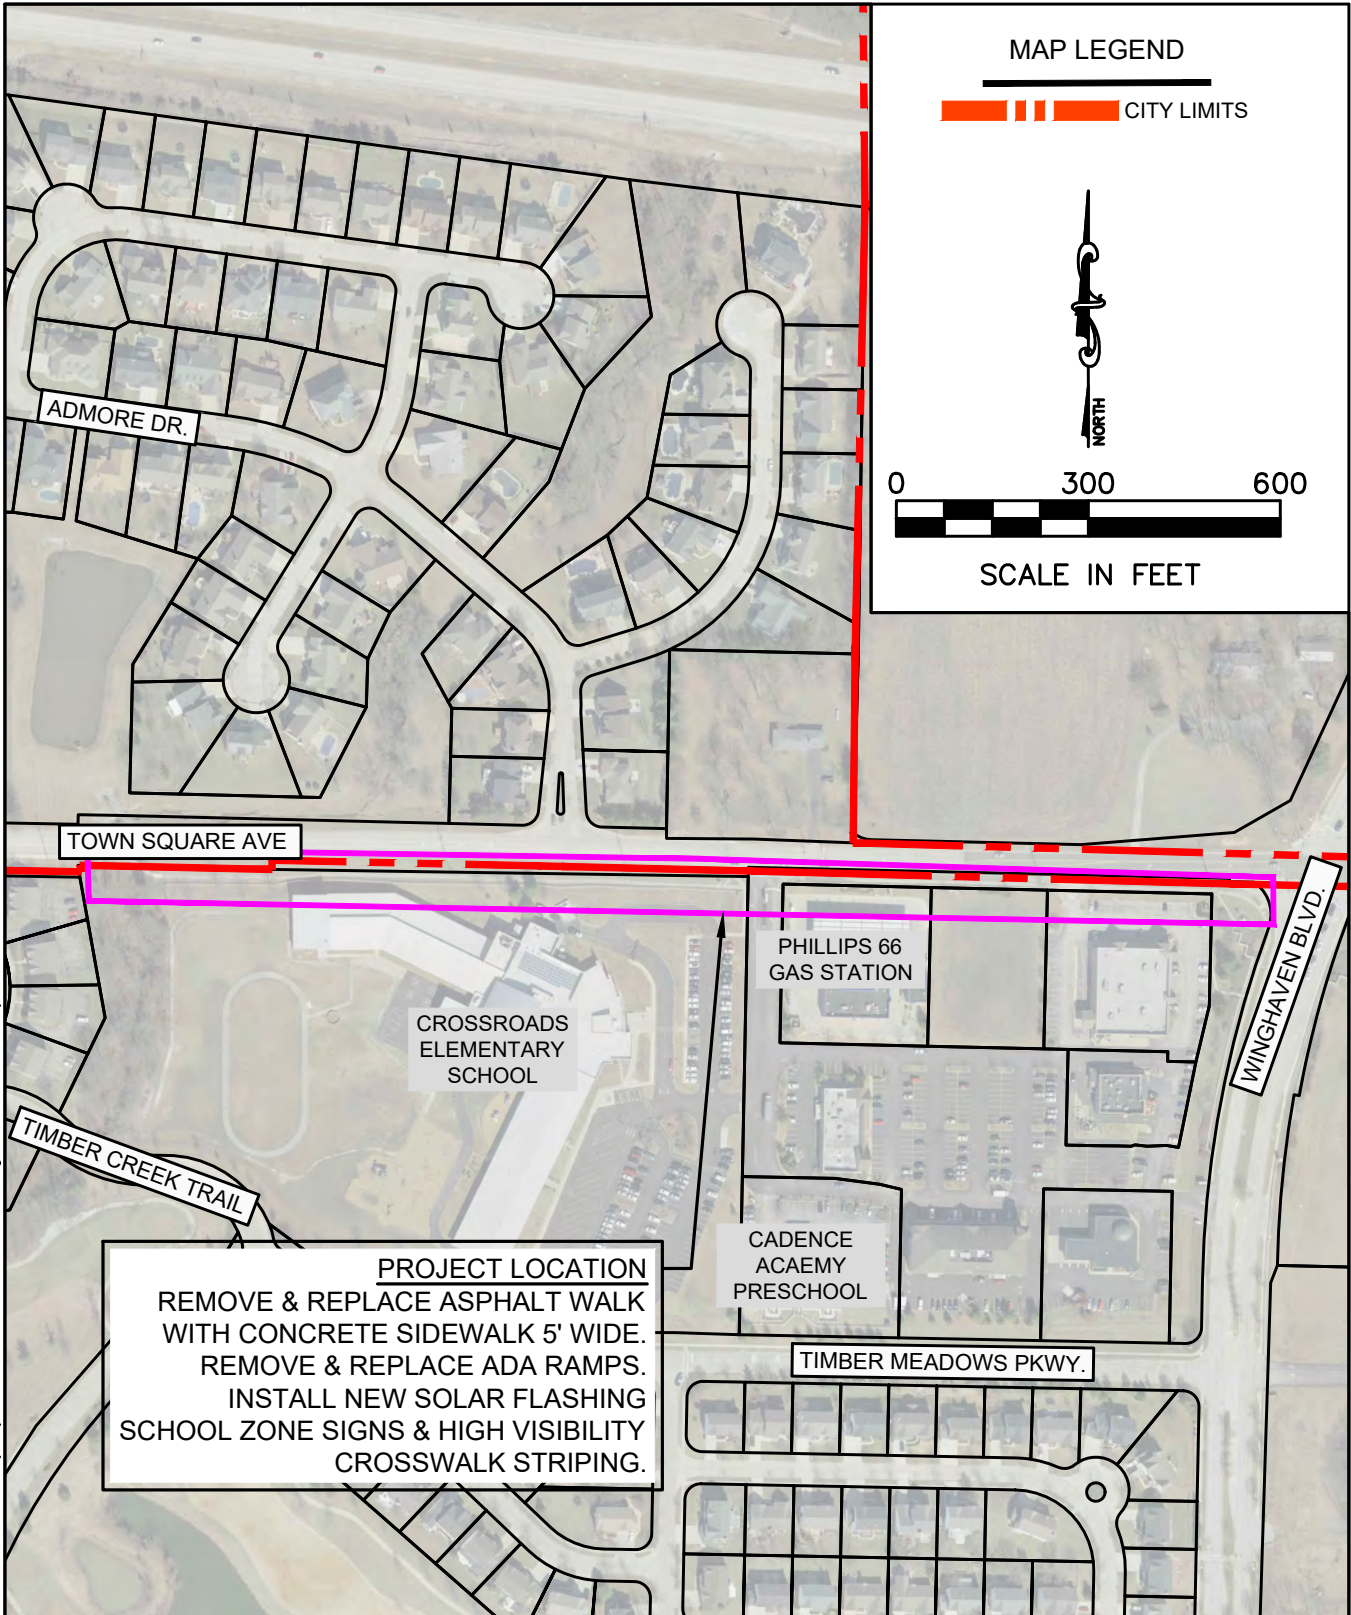 MAP LEGEND
CITY LIMITS
NORTH
0 300 600
SCALE IN FEET
ADMORE DR.
TOWN SQUARE AVE
PHILLIPS 66
GAS STATION
CROSSROADS
ELEMENTARY
SCHOOL
WINGHAVEN BLVD.
TIMBER CREEK TRAIL
CADENCE
ACAEMY
PRESCHOOL
PROJECT LOCATION
REMOVE & REPLACE ASPHALT WALK
WITH CONCRETE SIDEWALK 5' WIDE.
REMOVE & REPLACE ADA RAMPS.
INSTALL NEW SOLAR FLASHING
SCHOOL ZONE SIGNS & HIGH VISIBILITY
CROSSWALK STRIPING.
TIMBER MEADOWS PKWY.